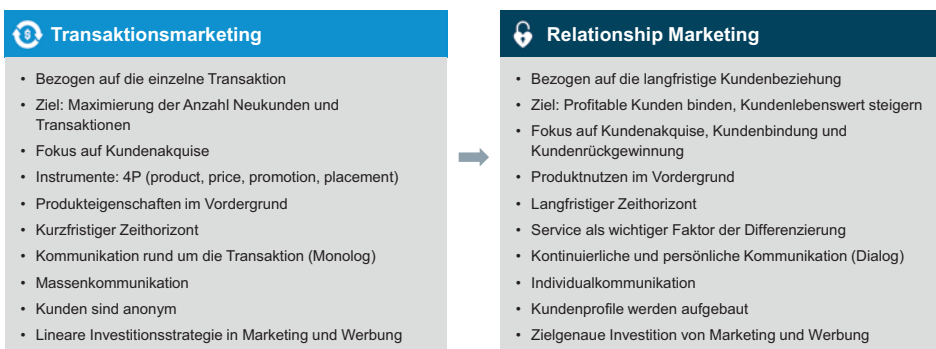 Transaktionsmarketing
• Bezogen auf die einzelne Transaktion
• Ziel: Maximierung der Anzahl Neukunden und
Transaktionen
• Fokus auf Kundenakquise
• Instrumente: 4P (product, price, promotion, placement)
• Produkteigenschaften im Vordergrund
• Kurzfristiger Zeithorizont
• Kommunikation rund um die Transaktion (Monolog)
• Massenkommunikation
• Kunden sind anonym
• Lineare Investitionsstrategie in Marketing und Werbung
Relationship Marketing
• Bezogen auf die langfristige Kundenbeziehung
• Ziel: Profitable Kunden binden, Kundenlebenswert steigern
• Fokus auf Kundenakquise, Kundenbindung und
Kundenrückgewinnung
• Produktnutzen im Vordergrund
• Langfristiger Zeithorizont
• Service als wichtiger Faktor der Differenzierung
• Kontinuierliche und persönliche Kommunikation (Dialog)
• Individualkommunikation
• Kundenprofile werden aufgebaut
• Zielgenaue Investition von Marketing und Werbung